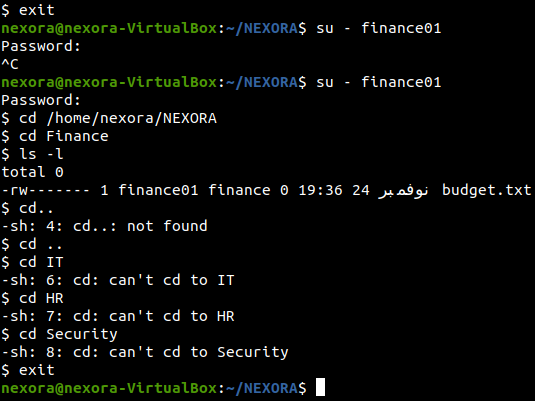 $ exit
nexora@nexora-VirtualBox:~/NEXORA$ su - finance01
Password:
^C
nexora@nexora-VirtualBox:~/NEXORA$ su - finance01
Password:
$ cd /home/nexora/NEXORA
$ cd Finance
$ ls -l
total 0
-rw------- 1 finance01 finance 0 19:36 24 نوفمبر budget.txt
$ cd..
-sh: 4: cd..: not found
$ cd ..
$ cd IT
-sh: 6: cd: can't cd to IT
$ cd HR
-sh: 7: cd: can't cd to HR
$ cd Security
-sh: 8: cd: can't cd to Security
$ exit
nexora@nexora-VirtualBox:~/NEXORA$